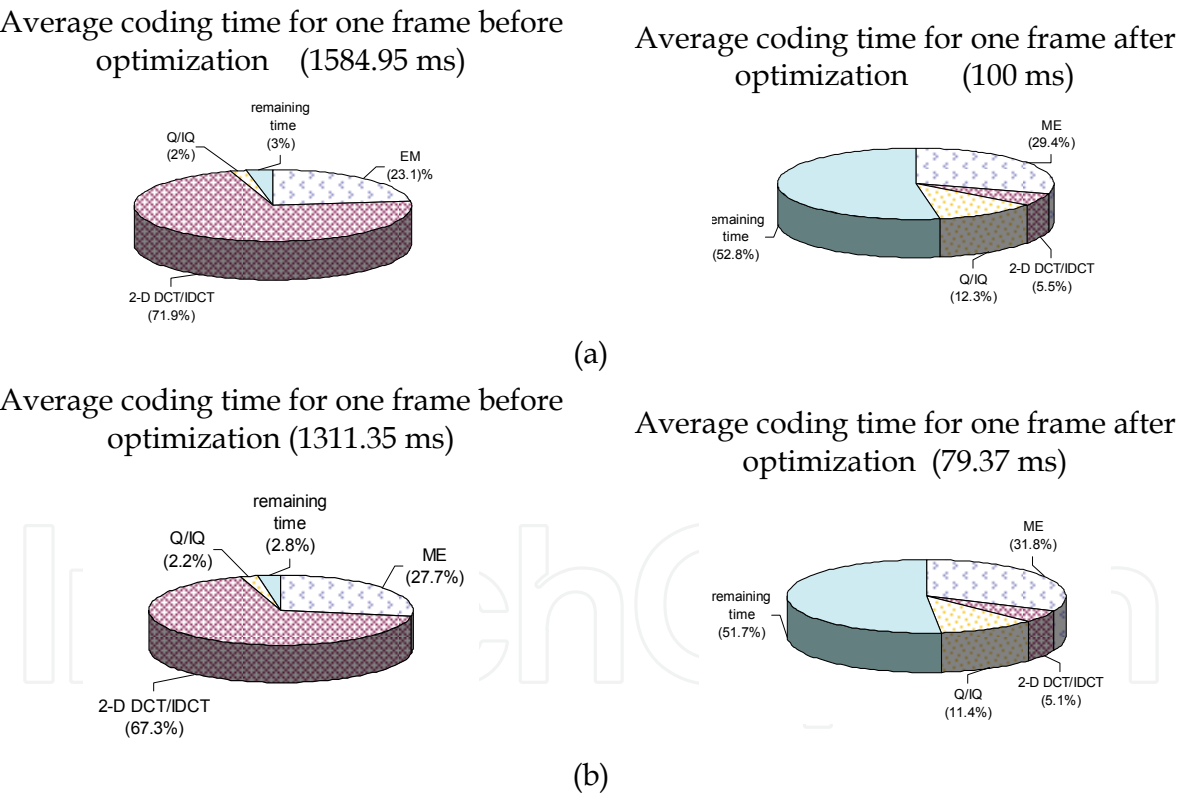 Average coding time for one frame before
optimization (1584.95 ms)
remaining
time
(3%)
Q/IQ
(2%)
EM
(23.1)%
2-D DCT/IDCT
(71.9%)
Average coding time for one frame after
optimization (100 ms)
ME
(29.4%)
emaining
time
(52.8%)
Q/IQ
(12.3%)
2-D DCT/IDCT
(5.5%)
(a)
Average coding time for one frame before
optimization (1311.35 ms)
remaining
time
(2.8%)
Q/IQ
(2.2%)
ME
(27.7%)
2-D DCT/IDCT
(67.3%)
Average coding time for one frame after
optimization (79.37 ms)
ME
(31.8%)
remaining
time
(51.7%)
Q/IQ
(11.4%)
2-D DCT/IDCT
(5.1%)
(b)